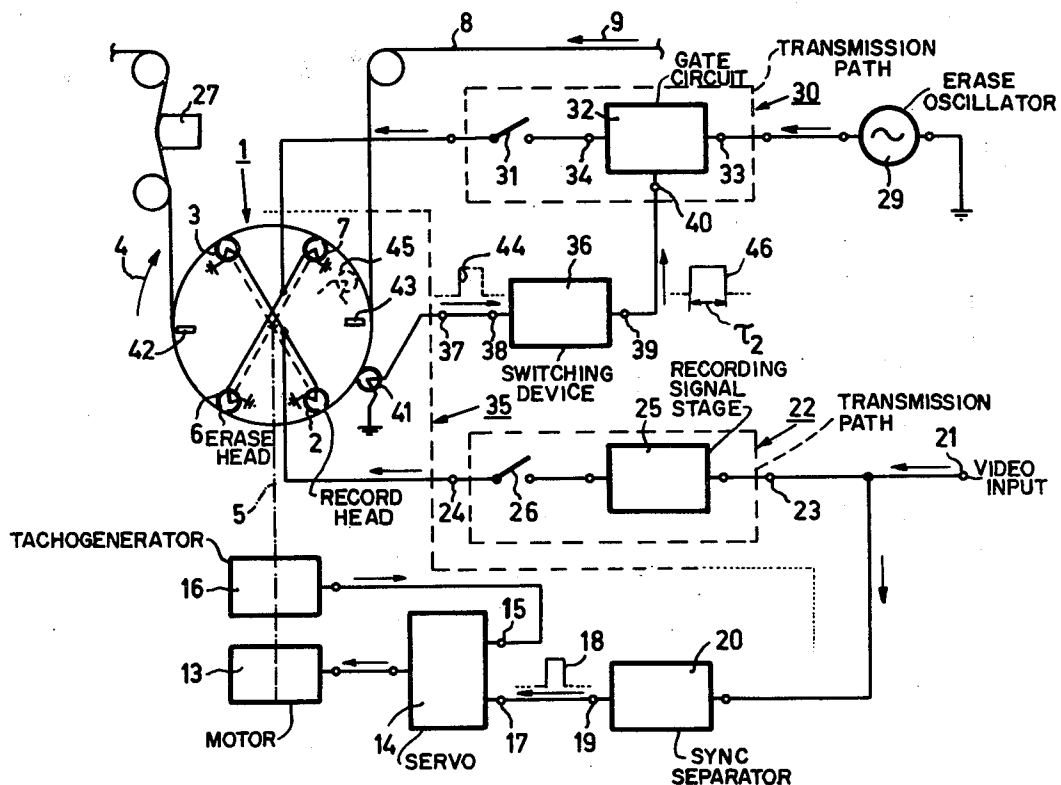 8
9
TRANSMISSION
PATH
GATE
CIRCUIT
30
ERASE
OSCILLATOR
27
32
31
34
33
29
1
40
3
7
45
4
44
36
46
43
τ2
42
37
38
39
SWITCHING
DEVICE
41
RECORDING
SIGNAL
STAGE
35
25
22
TRANSMISSION
PATH
6
ERASE
HEAD
2
21
VIDEO
INPUT
5
RECORD
HEAD
24
26
23
TACHOGENERATOR
16
15
18
20
13
14
17
19
MOTOR
SERVO
SYNC
SEPARATOR